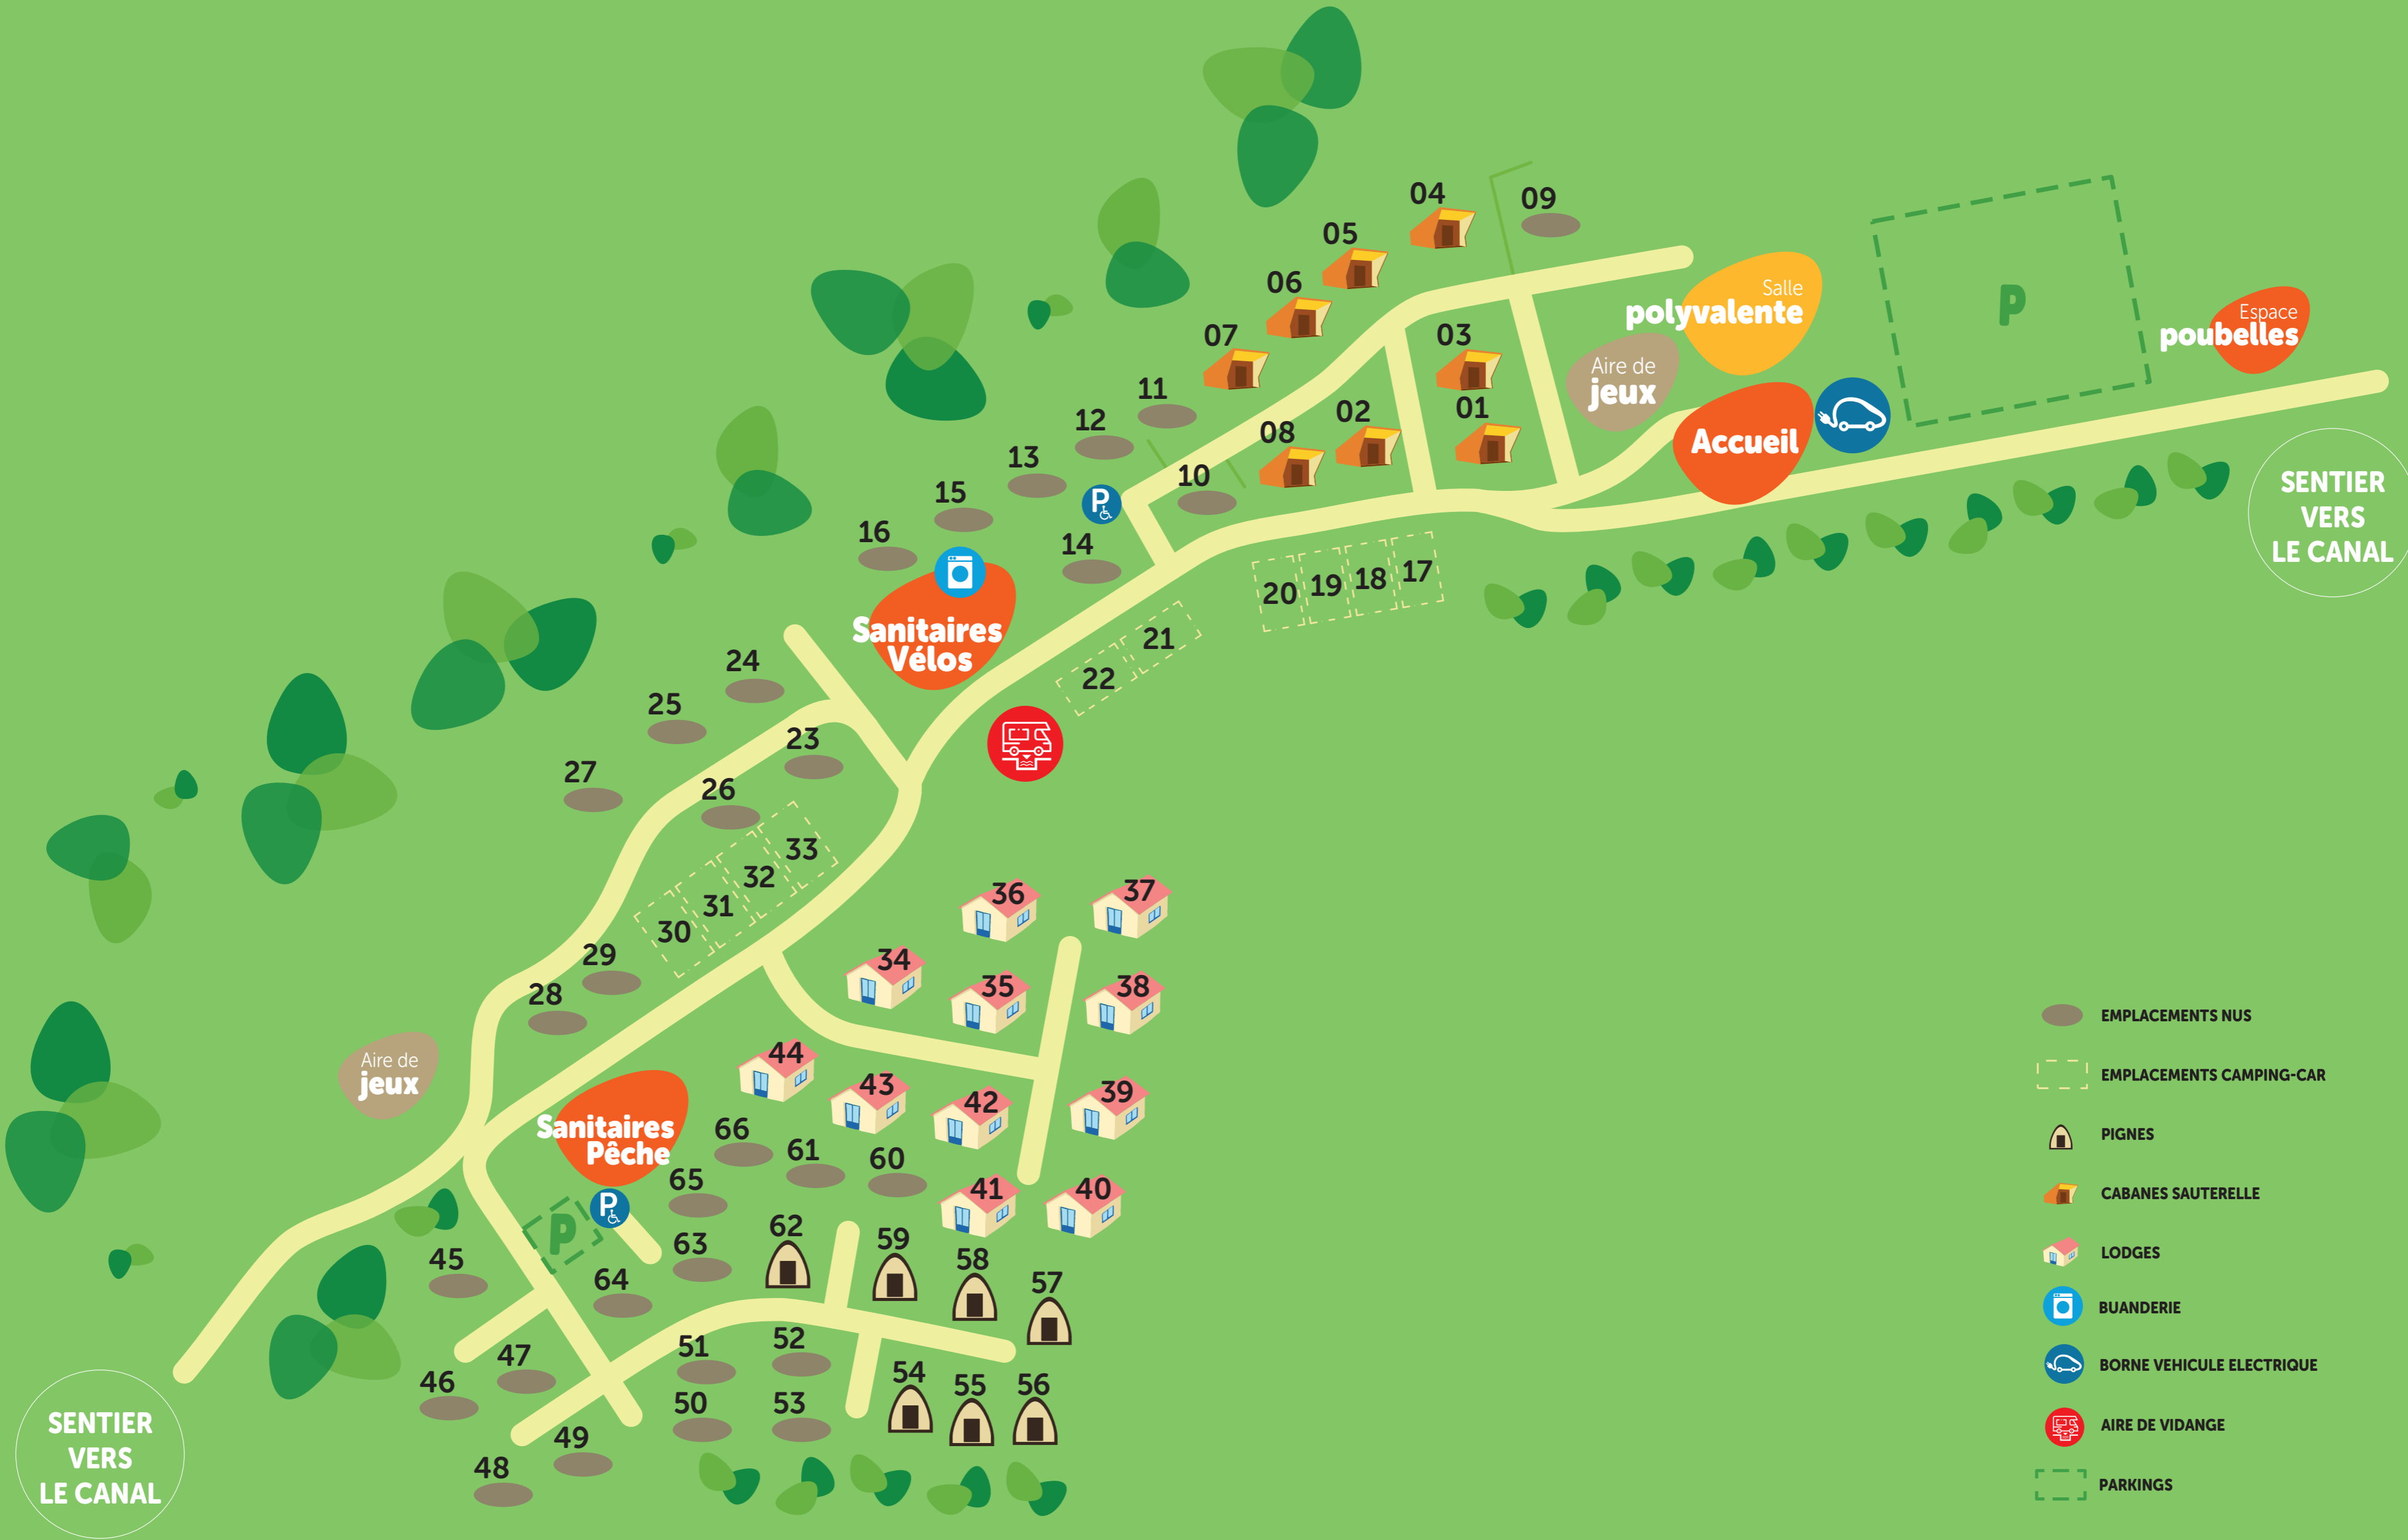 04
09
05
06
Salle
polyvalente
P
Espace
poubelles
07
03
Aire de
jeux
11
12
02
01
08
Accueil
13
10
15
P
SENTIER
VERS
LE CANAL
16
14
20
19
18
17
Sanitaires
Vélos
21
22
24
25
23
27
26
33
32
31
30
36
37
29
34
35
38
28
Aire de
jeux
44
43
42
39
Sanitaires
Pêche
66
61
60
65
41
40
P
P
62
63
59
45
58
64
57
51
52
47
46
54
55
56
50
53
49
48
SENTIER
VERS
LE CANAL
EMPLACEMENTS NUS
EMPLACEMENTS CAMPING-CAR
PIGNES
CABANES SAUTERELLE
LODGES
BUANDERIE
BORNE VEHICULE ELECTRIQUE
AIRE DE VIDANGE
PARKINGS